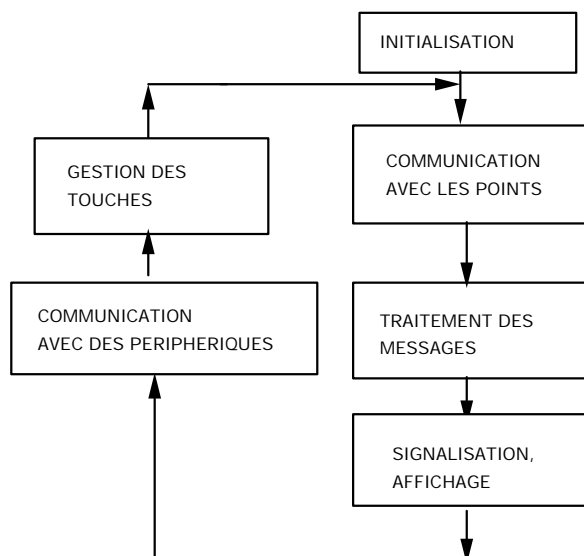 INITIALISATION
GESTION DES
TOUCHES
COMMUNICATION
AVEC LES POINTS
COMMUNICATION
AVEC DES PERIPHERIQUES
TRAITEMENT DES
MESSAGES
SIGNALISATION,
AFFICHAGE